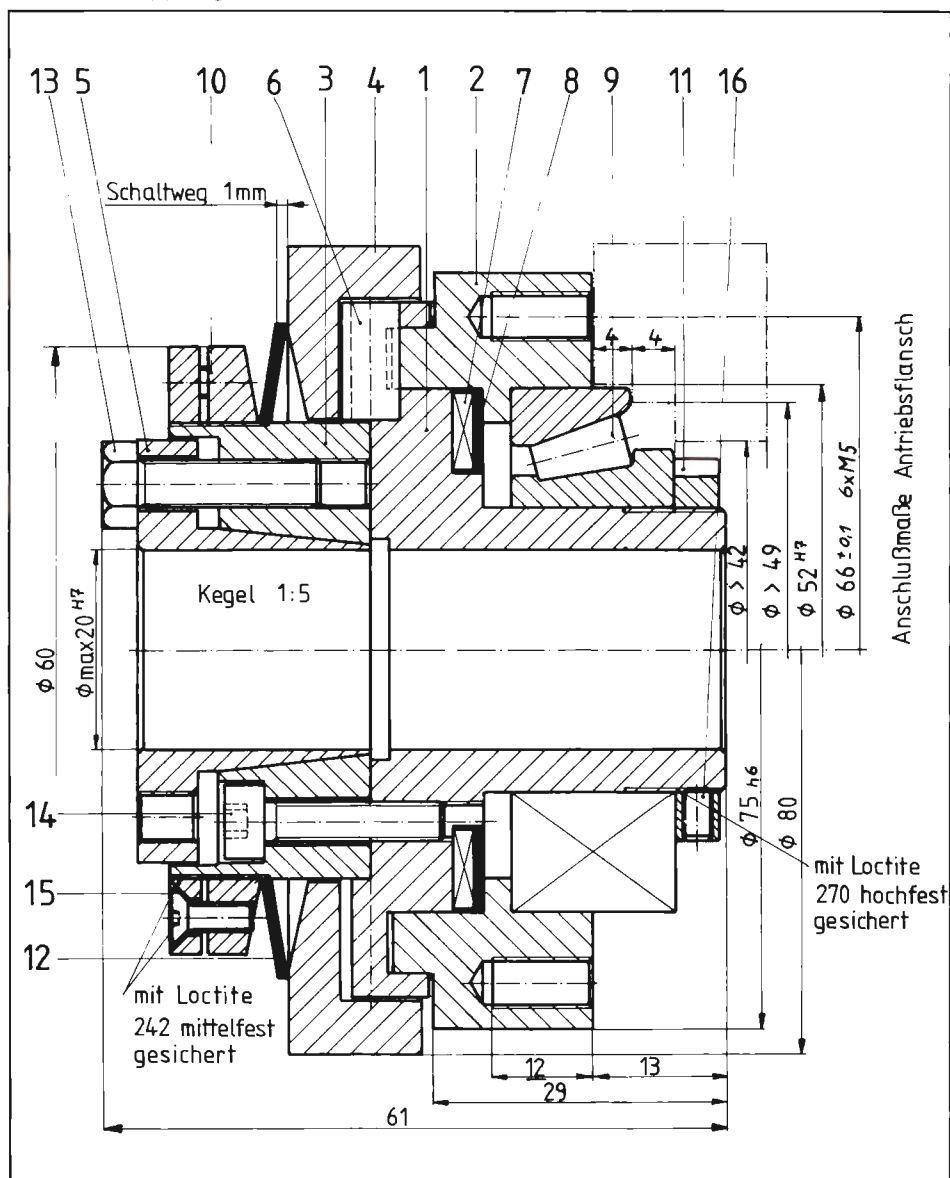 13 5 10 6 3 4 1 2 7 8 9 11 16
Schaltweg 1mm
4 4
Kegel 1:5
ϕ 60
ϕmax20 H7
ϕ > 42
ϕ > 49
ϕ 52 H7
ϕ 66 ±0,1 6xM5
Anschlußmaße Antriebsflansch
14
15
12
ϕ 75 h6
ϕ 80
mit Loctite
270 hochfest
gesichert
mit Loctite
242 mittelfest
gesichert
12 13
29
61